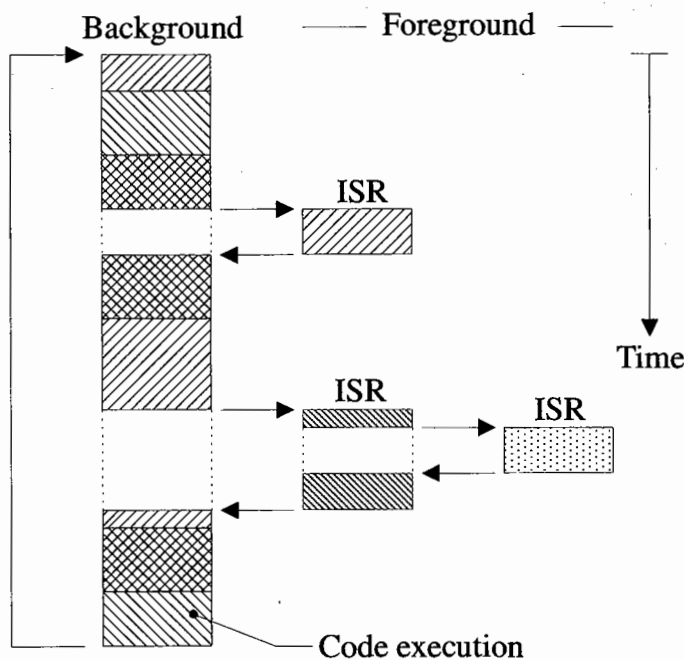 Background
Foreground
ISR
Time
ISR
ISR
Code execution